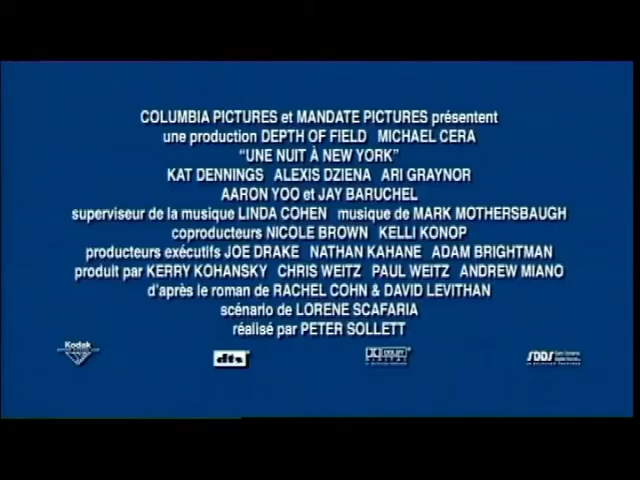 COLUMBIA PICTURES et MANDATE PICTURES présentent
une production DEPTH OF FIELD MICHAEL CERA
“UNE NUIT À NEW YORK”
KAT DENNINGS ALEXIS DZIENA ARI GRAYNOR
AARON YOO et JAY BARUCHEL
superviseur de la musique LINDA COHEN musique de MARK MOTHERSBAUGH
coproducteurs NICOLE BROWN KELLI KONOP
producteurs exécutifs JOE DRAKE NATHAN KAHANE ADAM BRIGHTMAN
produit par KERRY KOHANSKY CHRIS WEITZ PAUL WEITZ ANDREW MIANO
d'après le roman de RACHEL COHN & DAVID LEVITHAN
scénario de LORENE SCAFARIA
réalisé par PETER SOLLETT
Kodak dts DOLBY DIGITAL SDDS